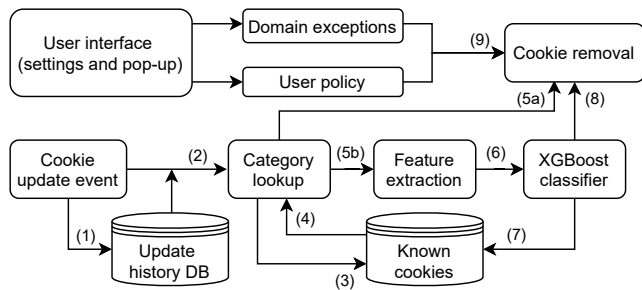 User interface
(settings and pop-up)
Domain exceptions
User policy
(9)
Cookie removal
(5a)
(8)
Cookie
update event
(2)
Category
lookup
(5b)
Feature
extraction
(6)
XGBoost
classifier
(1)
Update
history DB
(4)
(3)
Known
cookies
(7)